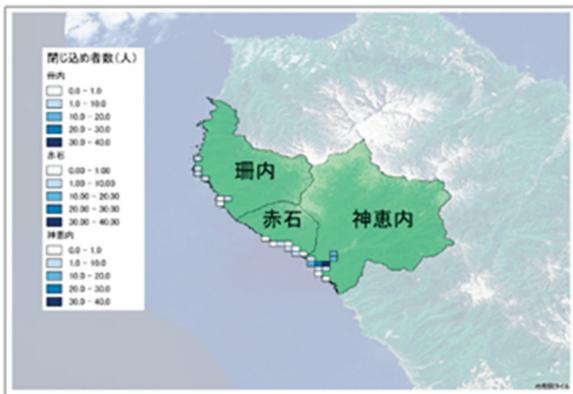 閉じ込め者数（人）
珊内
0.0 - 1.0
1.0 - 10.0
10.0 - 20.0
20.0 - 30.0
30.0 - 40.0
赤石
0.00 - 1.00
1.00 - 10.00
10.00 - 20.00
20.00 - 30.00
30.00 - 40.00
神恵内
0.0 - 1.0
1.0 - 10.0
10.0 - 20.0
20.0 - 30.0
30.0 - 40.0
珊内
赤石
神恵内